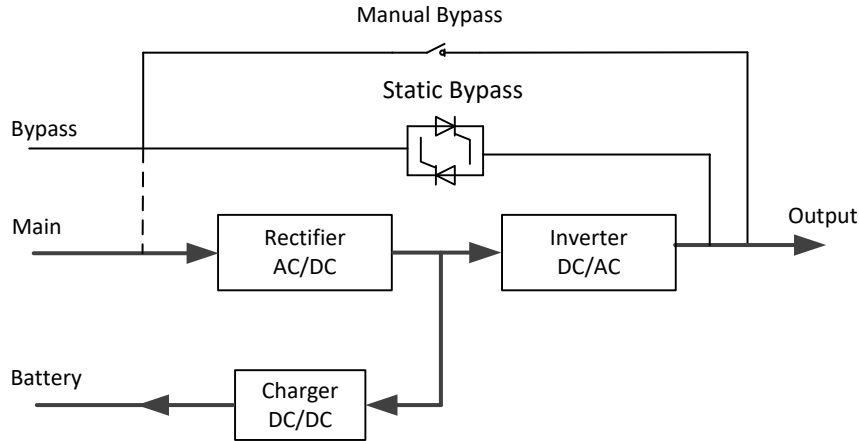 Manual Bypass
Static Bypass
Bypass
Main
Rectifier
AC/DC
Inverter
DC/AC
Output
Battery
Charger
DC/DC